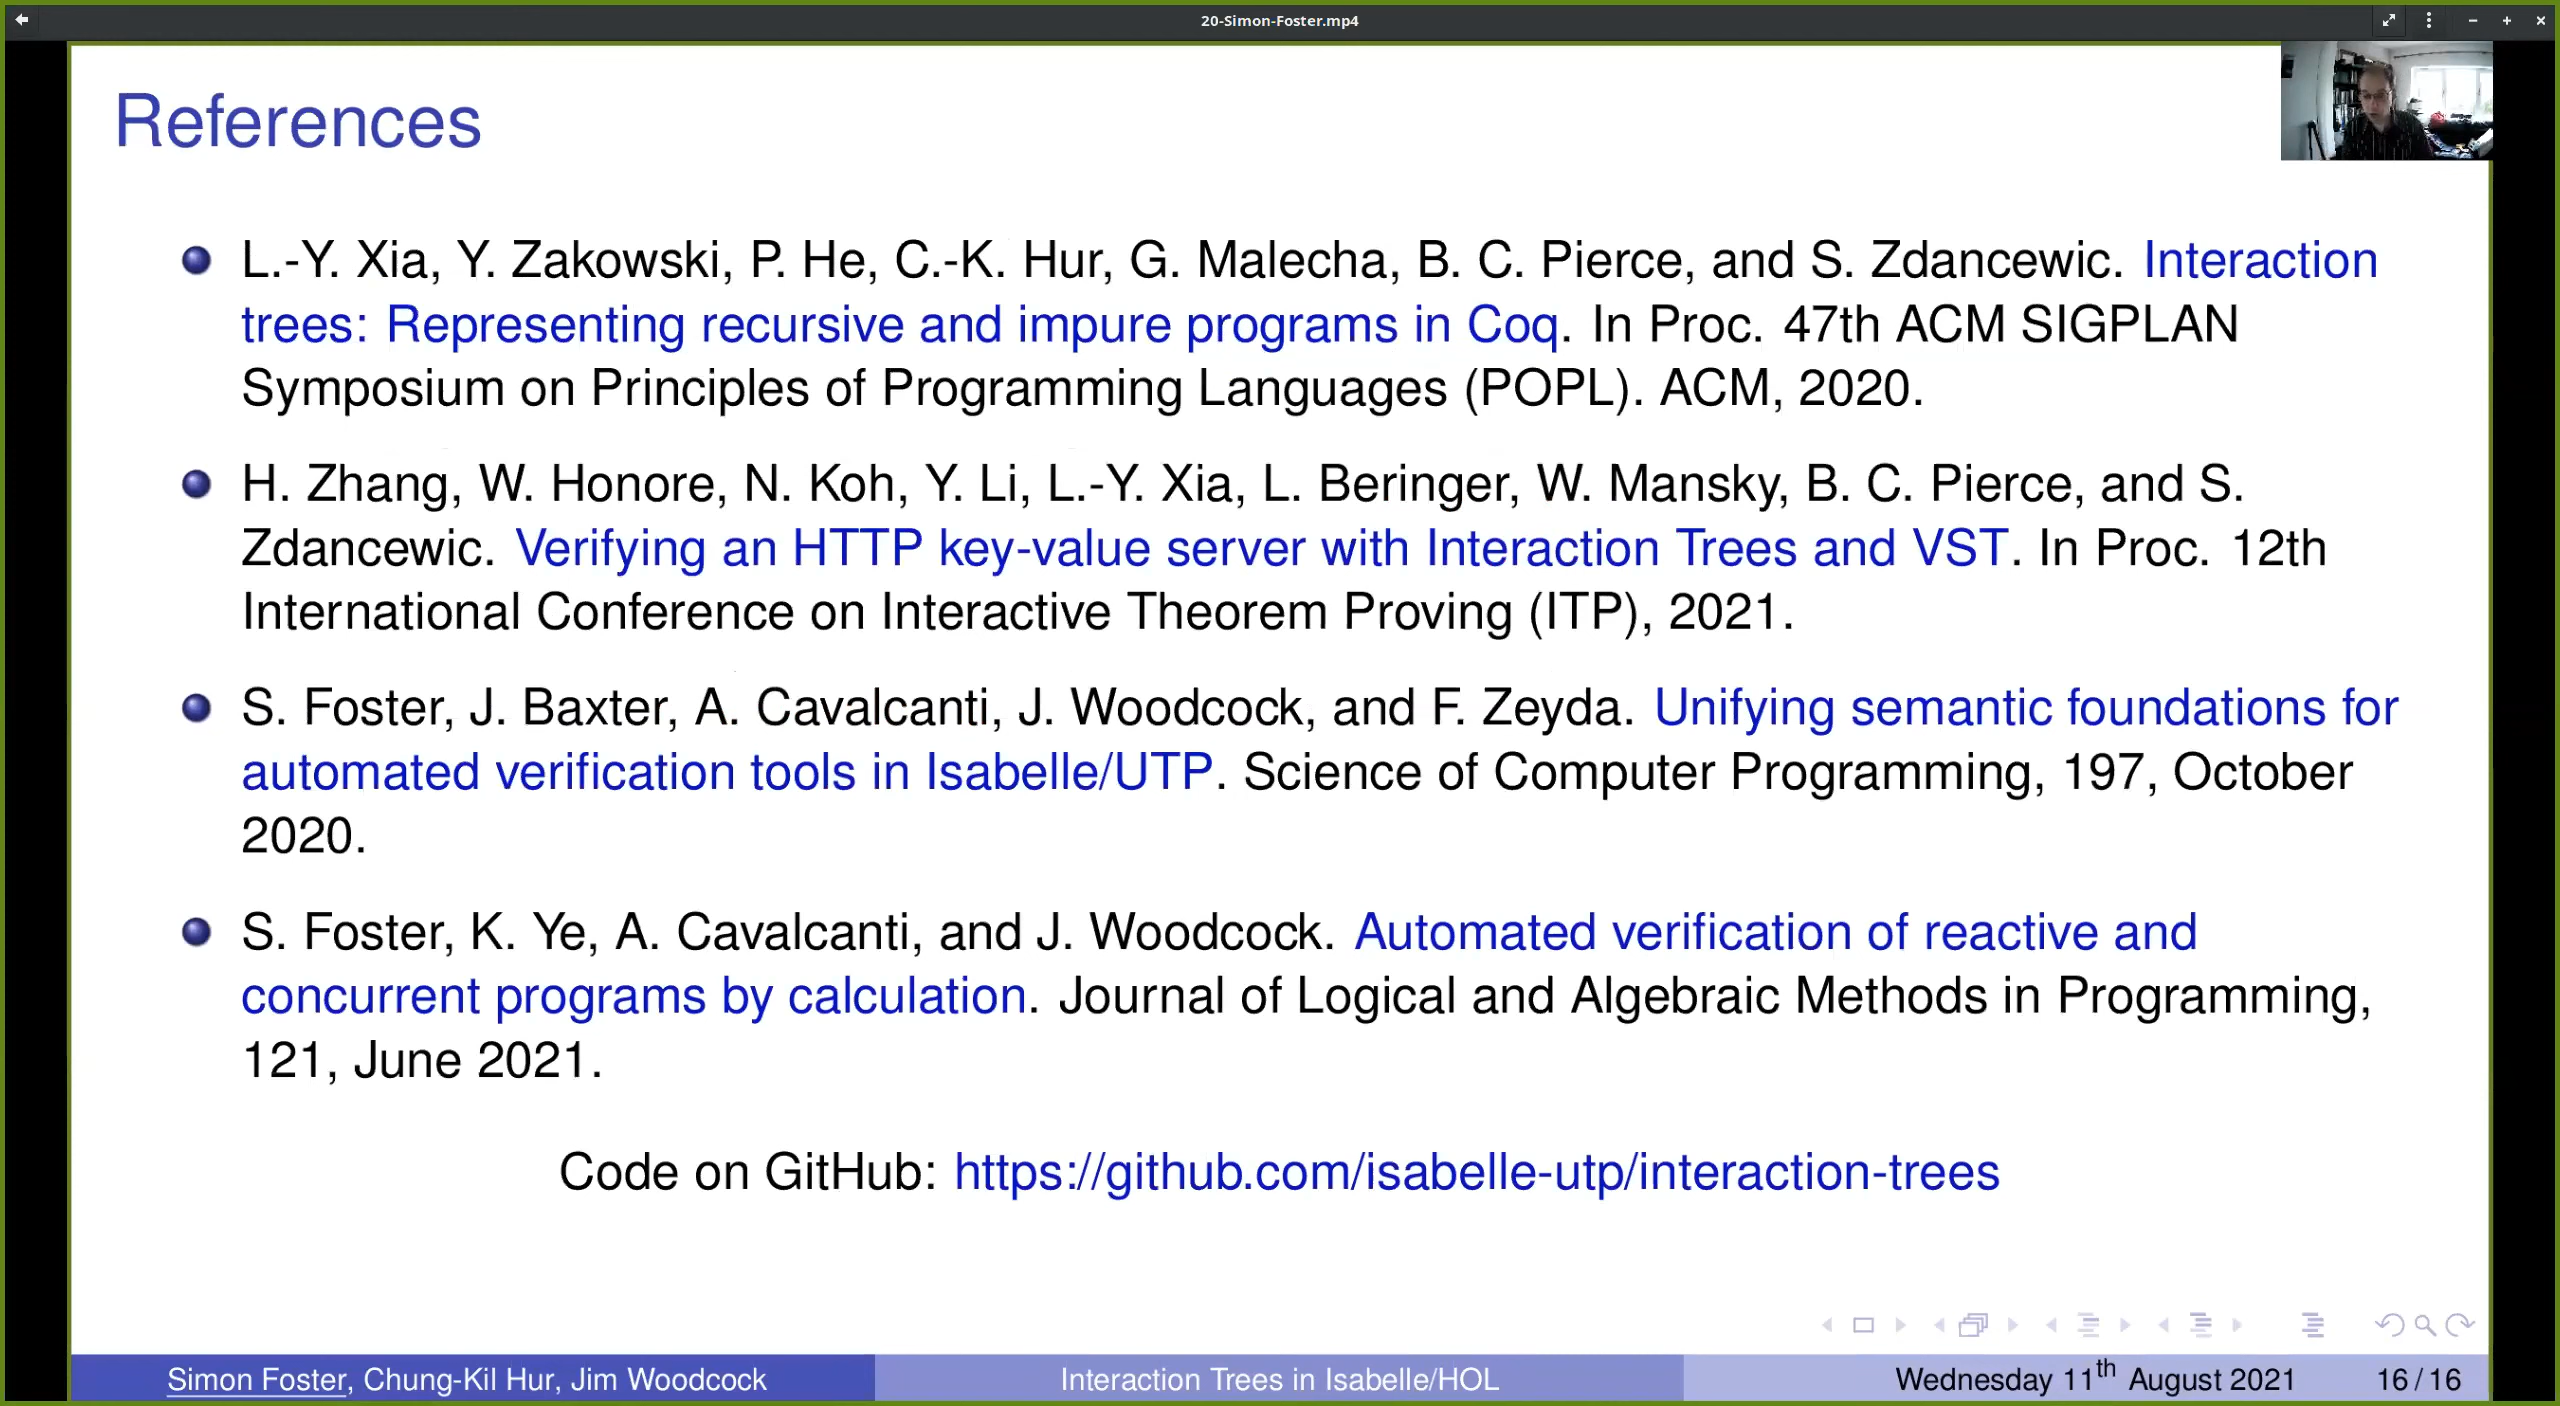 20-Simon-Foster.mp4
References
L.-Y. Xia, Y. Zakowski, P. He, C.-K. Hur, G. Malecha, B. C. Pierce, and S. Zdancewic. Interaction
trees: Representing recursive and impure programs in Coq. In Proc. 47th ACM SIGPLAN
Symposium on Principles of Programming Languages (POPL). ACM, 2020.
H. Zhang, W. Honore, N. Koh, Y. Li, L.-Y. Xia, L. Beringer, W. Mansky, B. C. Pierce, and S.
Zdancewic. Verifying an HTTP key-value server with Interaction Trees and VST. In Proc. 12th
International Conference on Interactive Theorem Proving (ITP), 2021.
S. Foster, J. Baxter, A. Cavalcanti, J. Woodcock, and F. Zeyda. Unifying semantic foundations for
automated verification tools in Isabelle/UTP. Science of Computer Programming, 197, October
2020.
S. Foster, K. Ye, A. Cavalcanti, and J. Woodcock. Automated verification of reactive and
concurrent programs by calculation. Journal of Logical and Algebraic Methods in Programming,
121, June 2021.
Code on GitHub: https://github.com/isabelle-utp/interaction-trees
Simon Foster, Chung-Kil Hur, Jim Woodcock
Interaction Trees in Isabelle/HOL
Wednesday 11th August 2021
16 / 16